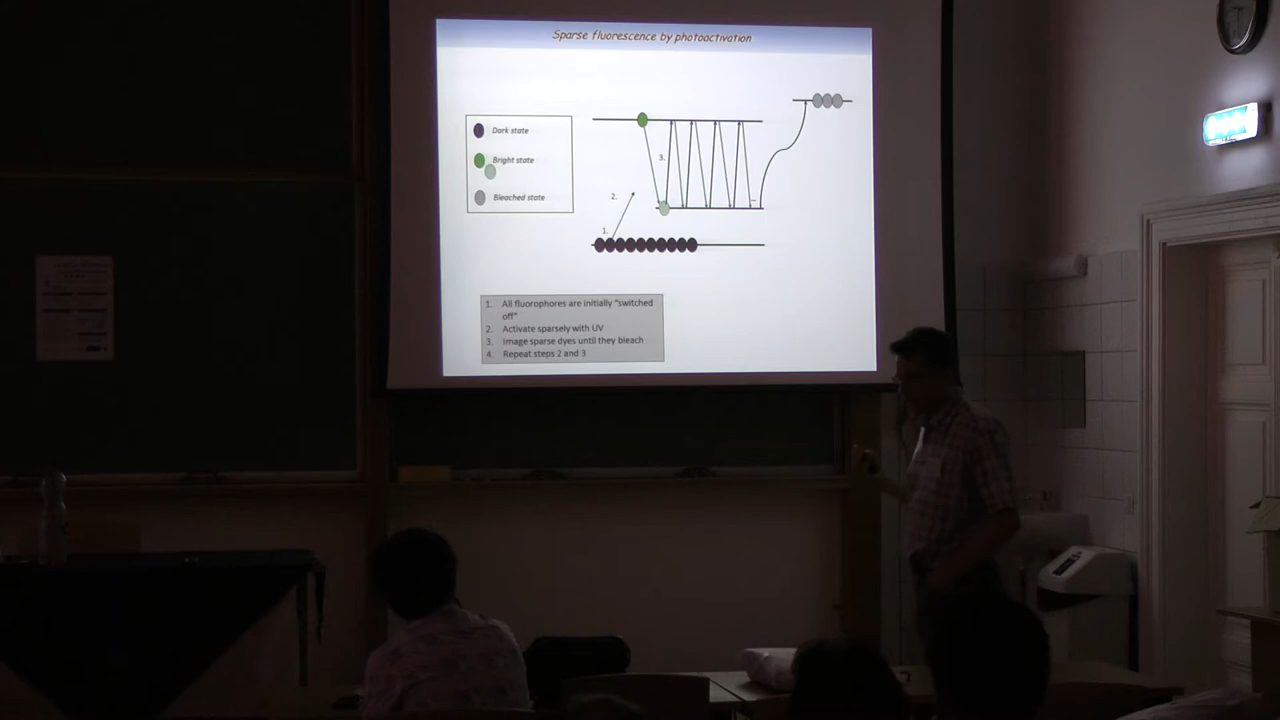 Sparse fluorescence by photoactivation
Dark state
Bright state
Bleached state
3.
2.
1.
1. All fluorophores are initially "switched
off"
2. Activate sparsely with UV
3. Image sparse dyes until they bleach
4. Repeat steps 2 and 3